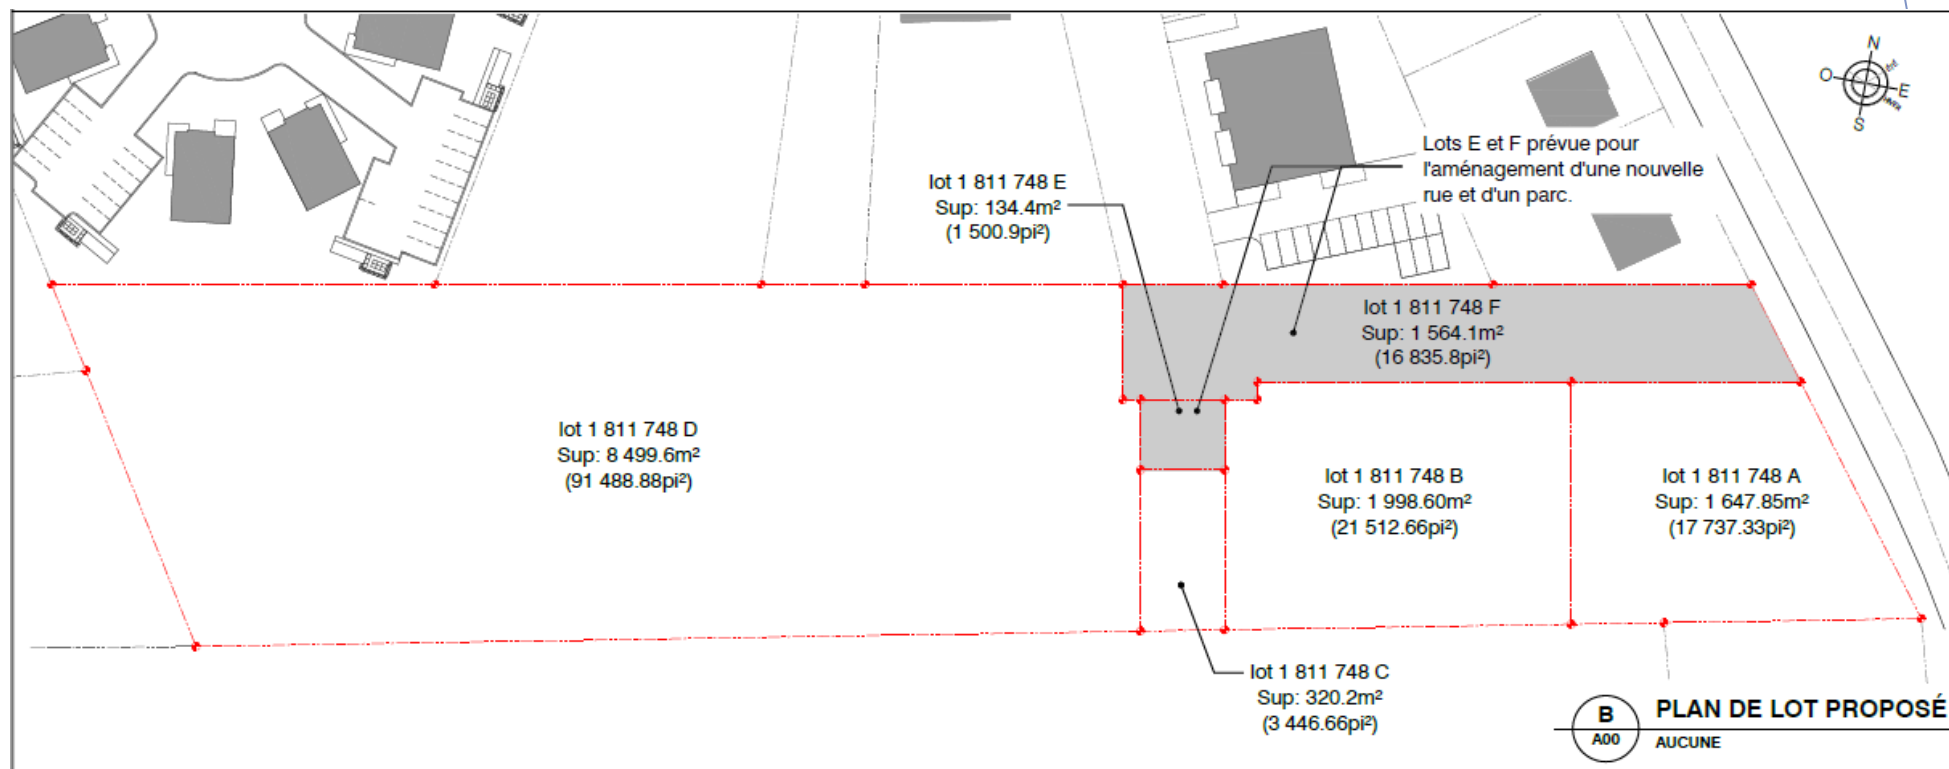 N
O
E
S
Lots E et F prévue pour
l'aménagement d'une nouvelle
rue et d'un parc.
lot 1 811 748 E
Sup: 134.4m²
(1 500.9pi²)
lot 1 811 748 F
Sup: 1 564.1m²
(16 835.8pi²)
lot 1 811 748 D
Sup: 8 499.6m²
(91 488.88pi²)
lot 1 811 748 B
Sup: 1 998.60m²
(21 512.66pi²)
lot 1 811 748 A
Sup: 1 647.85m²
(17 737.33pi²)
lot 1 811 748 C
Sup: 320.2m²
(3 446.66pi²)
B
A00
PLAN DE LOT PROPOSÉ
AUCUNE